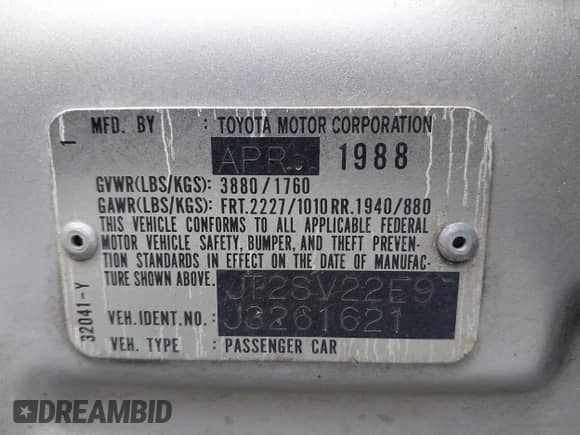 1 MFD. BY : TOYOTA MOTOR CORPORATION
APR. 1988
GVWR(LBS/KGS): 3880/1760
GAWR(LBS/KGS): FRT.2227/1010 RR.1940/880
THIS VEHICLE CONFORMS TO ALL APPLICABLE FEDERAL
MOTOR VEHICLE SAFETY, BUMPER, AND THEFT PREVEN-
TION STANDARDS IN EFFECT ON THE DATE OF MANUFAC-
TURE SHOWN ABOVE. JT2SV22E9
VEH.IDENT.NO.: J3261621
VEH. TYPE : PASSENGER CAR
32041-Y
DREAMBID